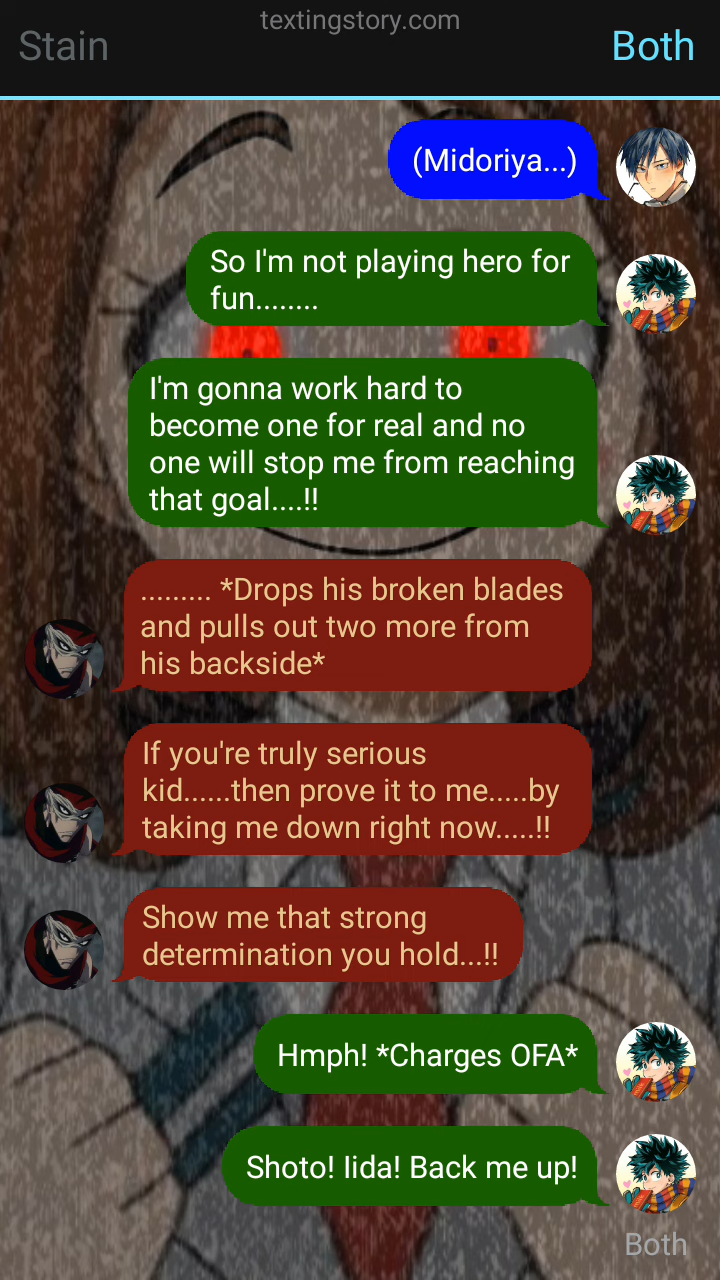 textingstory.com
Stain
Both
(Midoriya...)
So I'm not playing hero for
fun........
I'm gonna work hard to
become one for real and no
one will stop me from reaching
that goal....!!
......... *Drops his broken blades
and pulls out two more from
his backside*
If you're truly serious
kid......then prove it to me.....by
taking me down right now.....!!
Show me that strong
determination you hold...!!
Hmph! *Charges OFA*
Shoto! Iida! Back me up!
Both